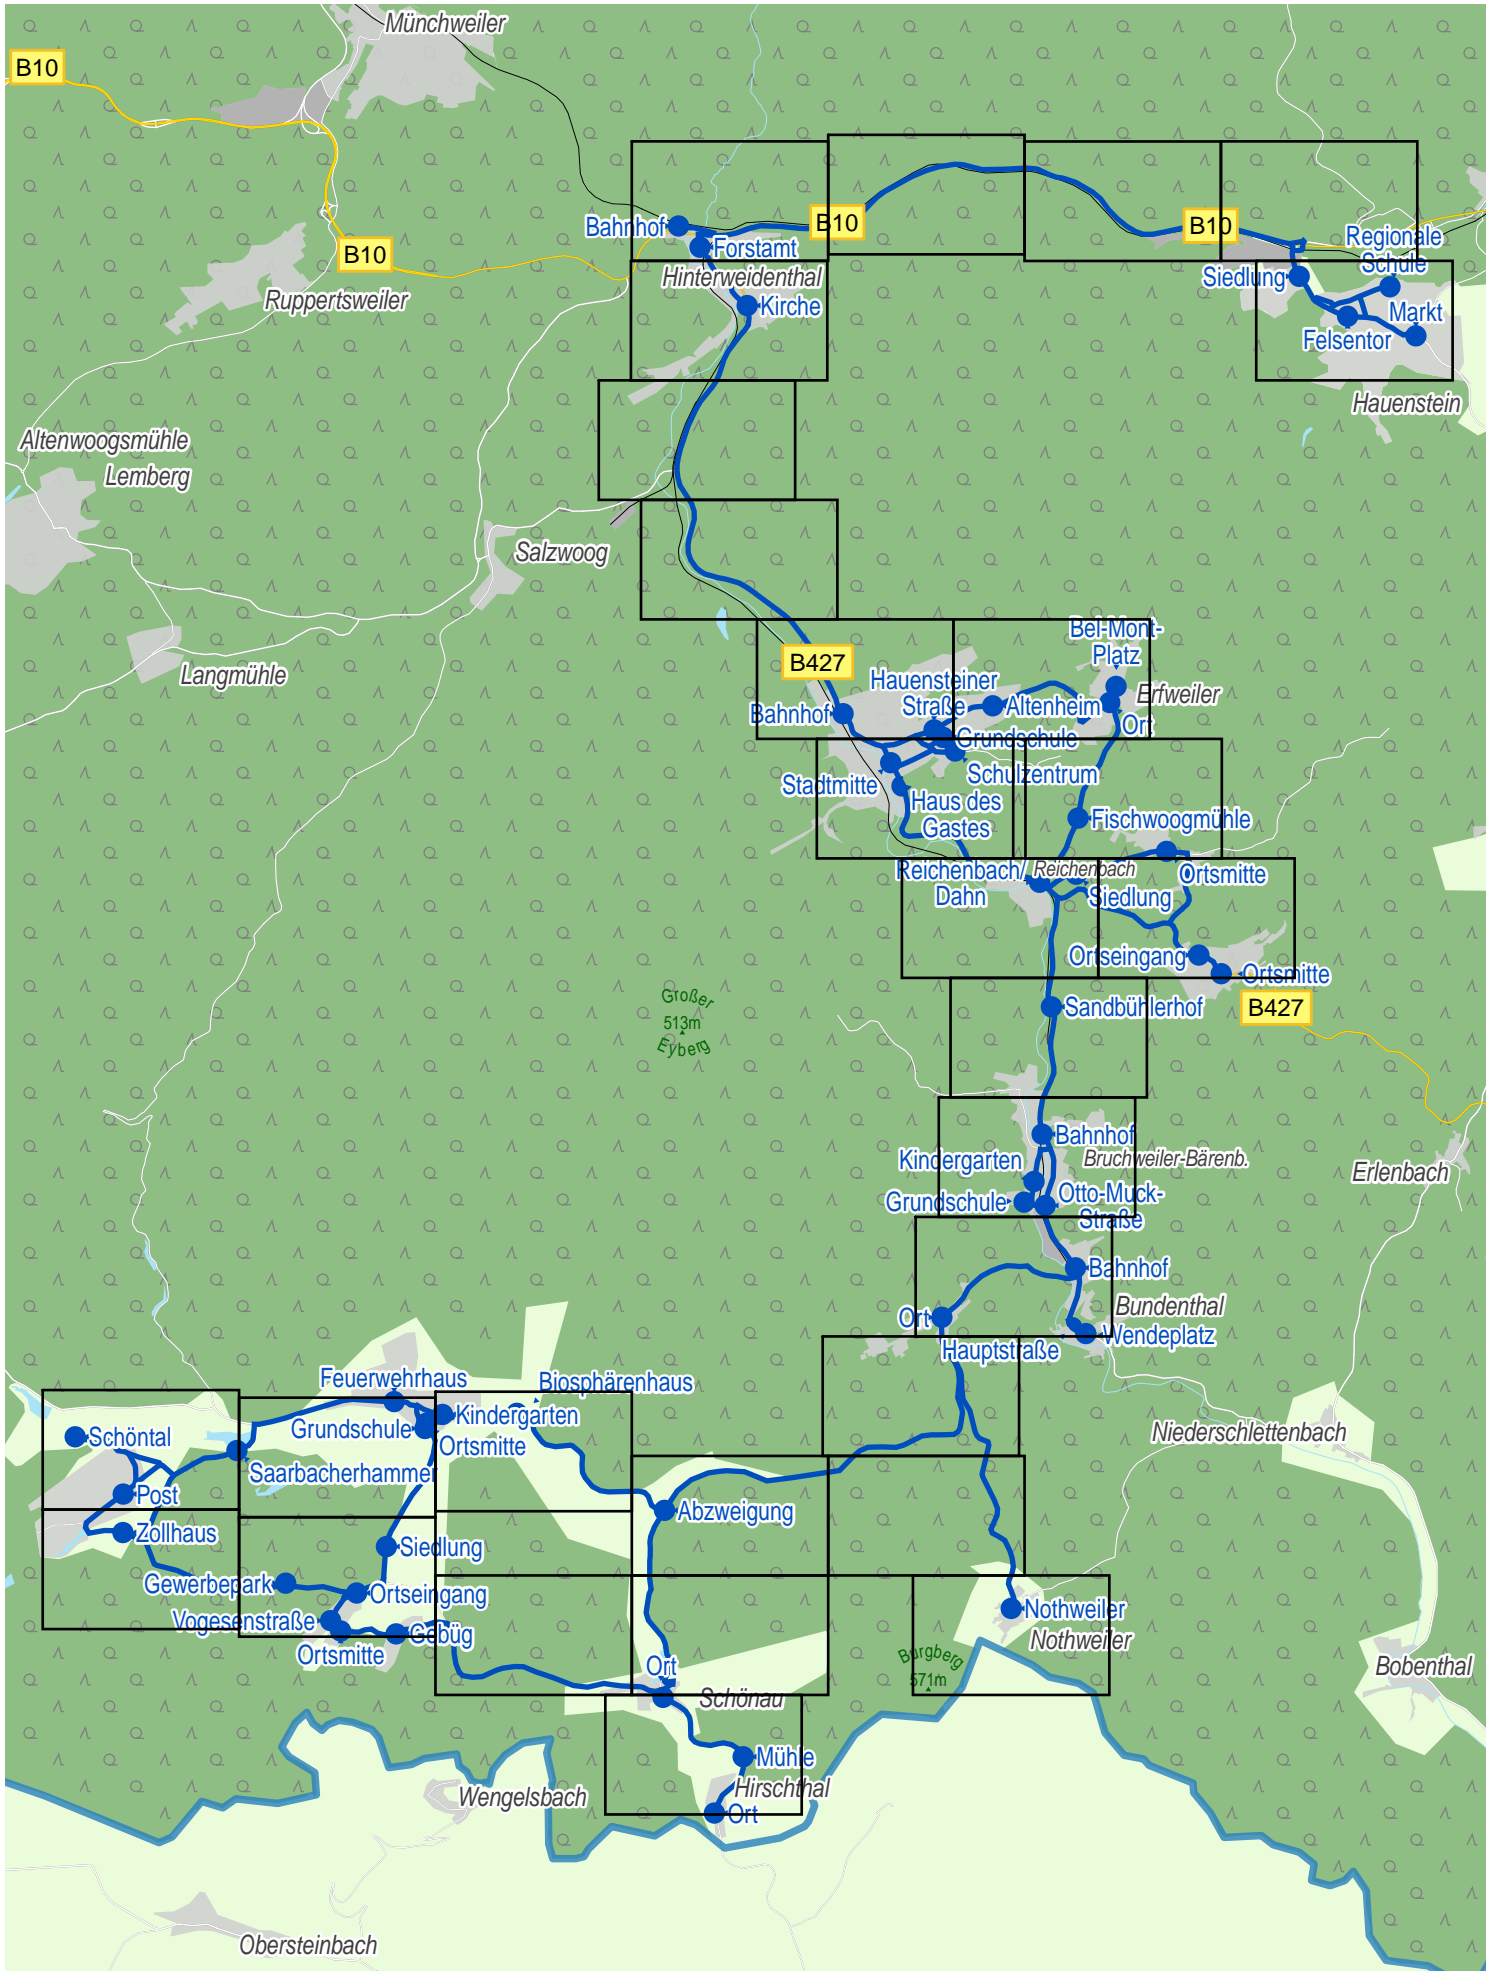 Münchweiler
B10
B10
B10
B10
Bahnhof
Forstamt
Hinterweidenthal
Kirche
Regionale
Schule
Siedlung
Markt
Felsentor
Hauenstein
Ruppertsweiler
Altenwoogsmühle
Lemberg
Salzwoog
Langmühle
B427
Bel-Mont-
Platz
Erfweiler
Ort
Hauensteiner
Straße
Altenheim
Bahnhof
Grundschule
Schulzentrum
Stadtmitte
Haus des
Gastes
Fischwoogmühle
Reichenbach/
Dahn
Reichenbach
Siedlung
Ortsmitte
Ortseingang
Ortsmitte
B427
Sandbühlerhof
Großer
513m
Eyberg
Bahnhof
Kindergarten
Bruchweiler-Bärenb.
Grundschule
Otto-Muck-
Straße
Erlenbach
Bahnhof
Bundenthal
Ort
Wendeplatz
Hauptstraße
Feuerwehrhaus
Biosphärenhaus
Kindergarten
Grundschule
Ortsmitte
Schöntal
Saarbacherhammer
Post
Zollhaus
Niederschlettenbach
Abzweigung
Siedlung
Gewerbepark
Ortseingang
Vogesenstraße
Gebüg
Ortsmitte
Nothweiler
Nothweiler
Burgberg
571m
Bobenthal
Ort
Schönau
Mühle
Hirschthal
Ort
Wengelsbach
Obersteinbach